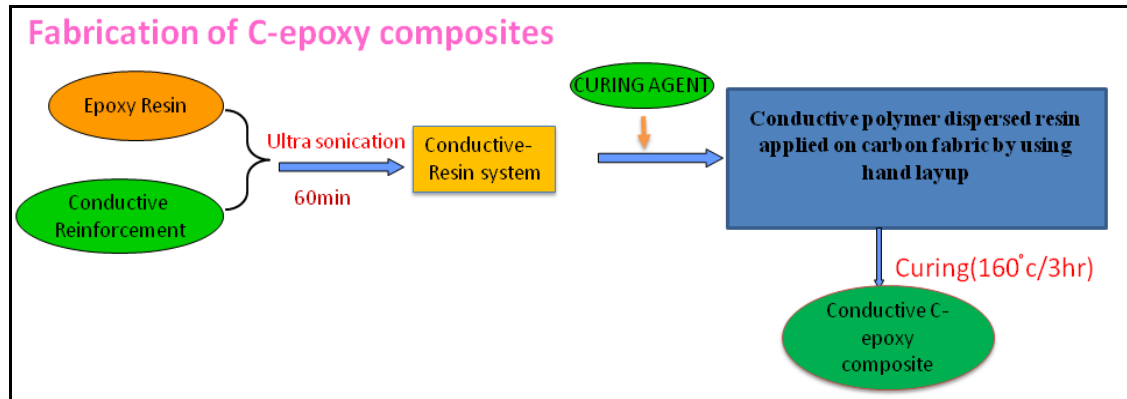 Fabrication of C-epoxy composites
Epoxy Resin
Conductive
Reinforcement
Ultra sonication
60min
Conductive-
Resin system
CURING AGENT
Conductive polymer dispersed resin
applied on carbon fabric by using
hand layup
Curing(160°c/3hr)
Conductive C-
epoxy
composite